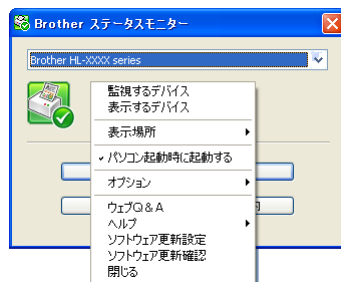 Brother ステータスモニター
Brother HL-XXXX series
監視するデバイス
表示するデバイス
表示場所
パソコン起動時に起動する
オプション
ウェブQ&A
ヘルプ
ソフトウェア更新設定
ソフトウェア更新確認
閉じる